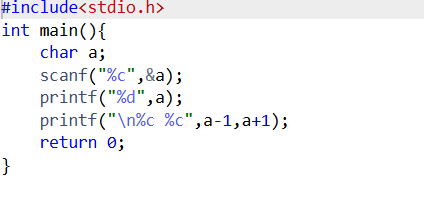 #include<stdio.h>
int main(){
    char a;
    scanf("%c",&a);
    printf("%d",a);
    printf("\n%c %c",a-1,a+1);
    return 0;
}